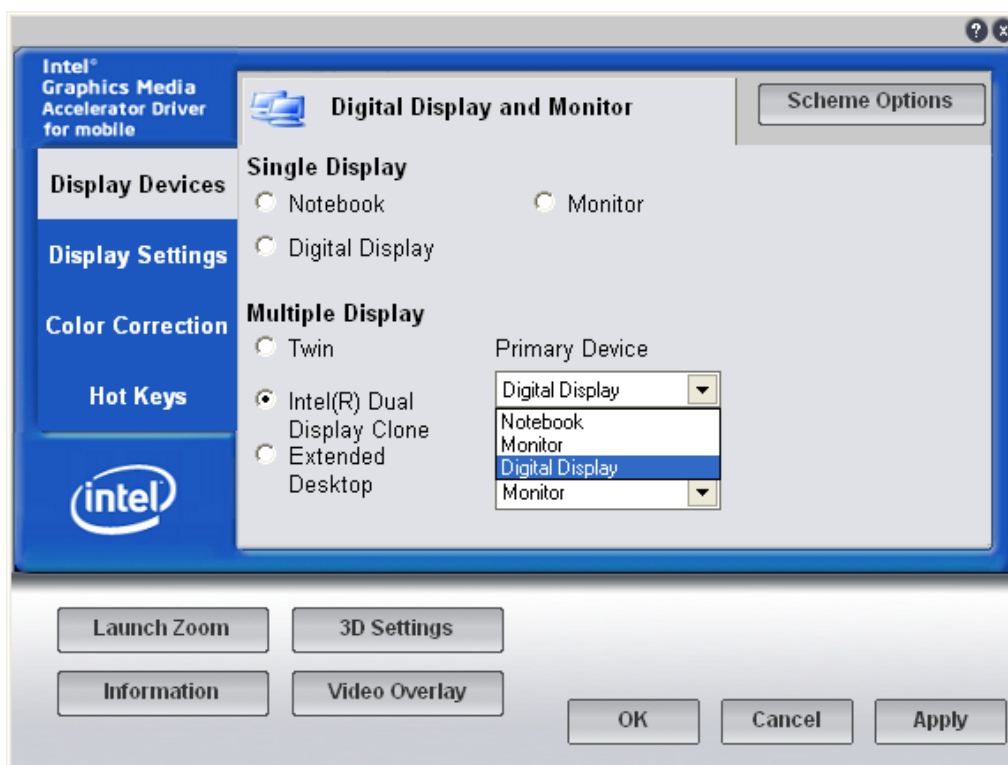 ?
x
Intel®
Graphics Media
Accelerator Driver
for mobile
Digital Display and Monitor
Scheme Options
Display Devices
Display Settings
Color Correction
Hot Keys
intel
Single Display
Notebook
Monitor
Digital Display
Multiple Display
Twin
Intel(R) Dual
Display Clone
Extended
Desktop
Primary Device
Digital Display
Notebook
Monitor
Digital Display
Monitor
Launch Zoom
3D Settings
Information
Video Overlay
OK
Cancel
Apply